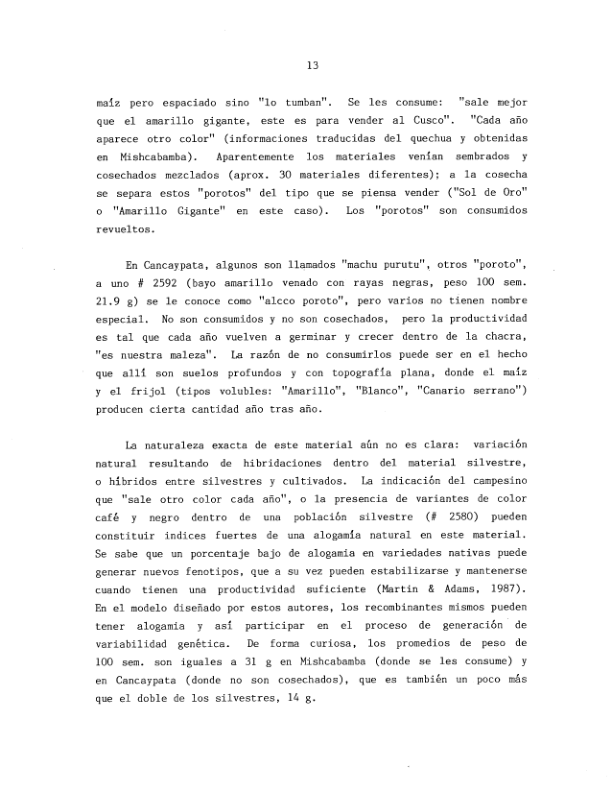 13
maíz pero espaciado sino "lo tumban". Se les consume: "sale mejor
que el amarillo gigante, este es para vender al Cusco". "Cada año
aparece otro color" (informaciones traducidas del quechua y obtenidas
en Mishcabamba). Aparentemente los materiales venían sembrados y
cosechados mezclados (aprox. 30 materiales diferentes); a la cosecha
se separa estos "porotos" del tipo que se piensa vender ("Sol de Oro"
o "Amarillo Gigante" en este caso). Los "porotos" son consumidos
revueltos.
En Cancaypata, algunos son llamados "machu purutu", otros "poroto",
a uno # 2592 (bayo amarillo venado con rayas negras, peso 100 sem.
21.9 g) se le conoce como "alcco poroto", pero varios no tienen nombre
especial. No son consumidos y no son cosechados, pero la productividad
es tal que cada año vuelven a germinar y crecer dentro de la chacra,
"es nuestra maleza". La razón de no consumirlos puede ser en el hecho
que allí son suelos profundos y con topografía plana, donde el maíz
y el frijol (tipos volubles: "Amarillo", "Blanco", "Canario serrano")
producen cierta cantidad año tras año.
La naturaleza exacta de este material aún no es clara: variación
natural resultando de hibridaciones dentro del material silvestre,
o híbridos entre silvestres y cultivados. La indicación del campesino
que "sale otro color cada año", o la presencia de variantes de color
café y negro dentro de una población silvestre (# 2580) pueden
constituir indices fuertes de una alogamía natural en este material.
Se sabe que un porcentaje bajo de alogamia en variedades nativas puede
generar nuevos fenotipos, que a su vez pueden estabilizarse y mantenerse
cuando tienen una productividad suficiente (Martin & Adams, 1987).
En el modelo diseñado por estos autores, los recombinantes mismos pueden
tener alogamia y así participar en el proceso de generación de
variabilidad genética. De forma curiosa, los promedios de peso de
100 sem. son iguales a 31 g en Mishcabamba (donde se les consume) y
en Cancaypata (donde no son cosechados), que es también un poco más
que el doble de los silvestres, 14 g.